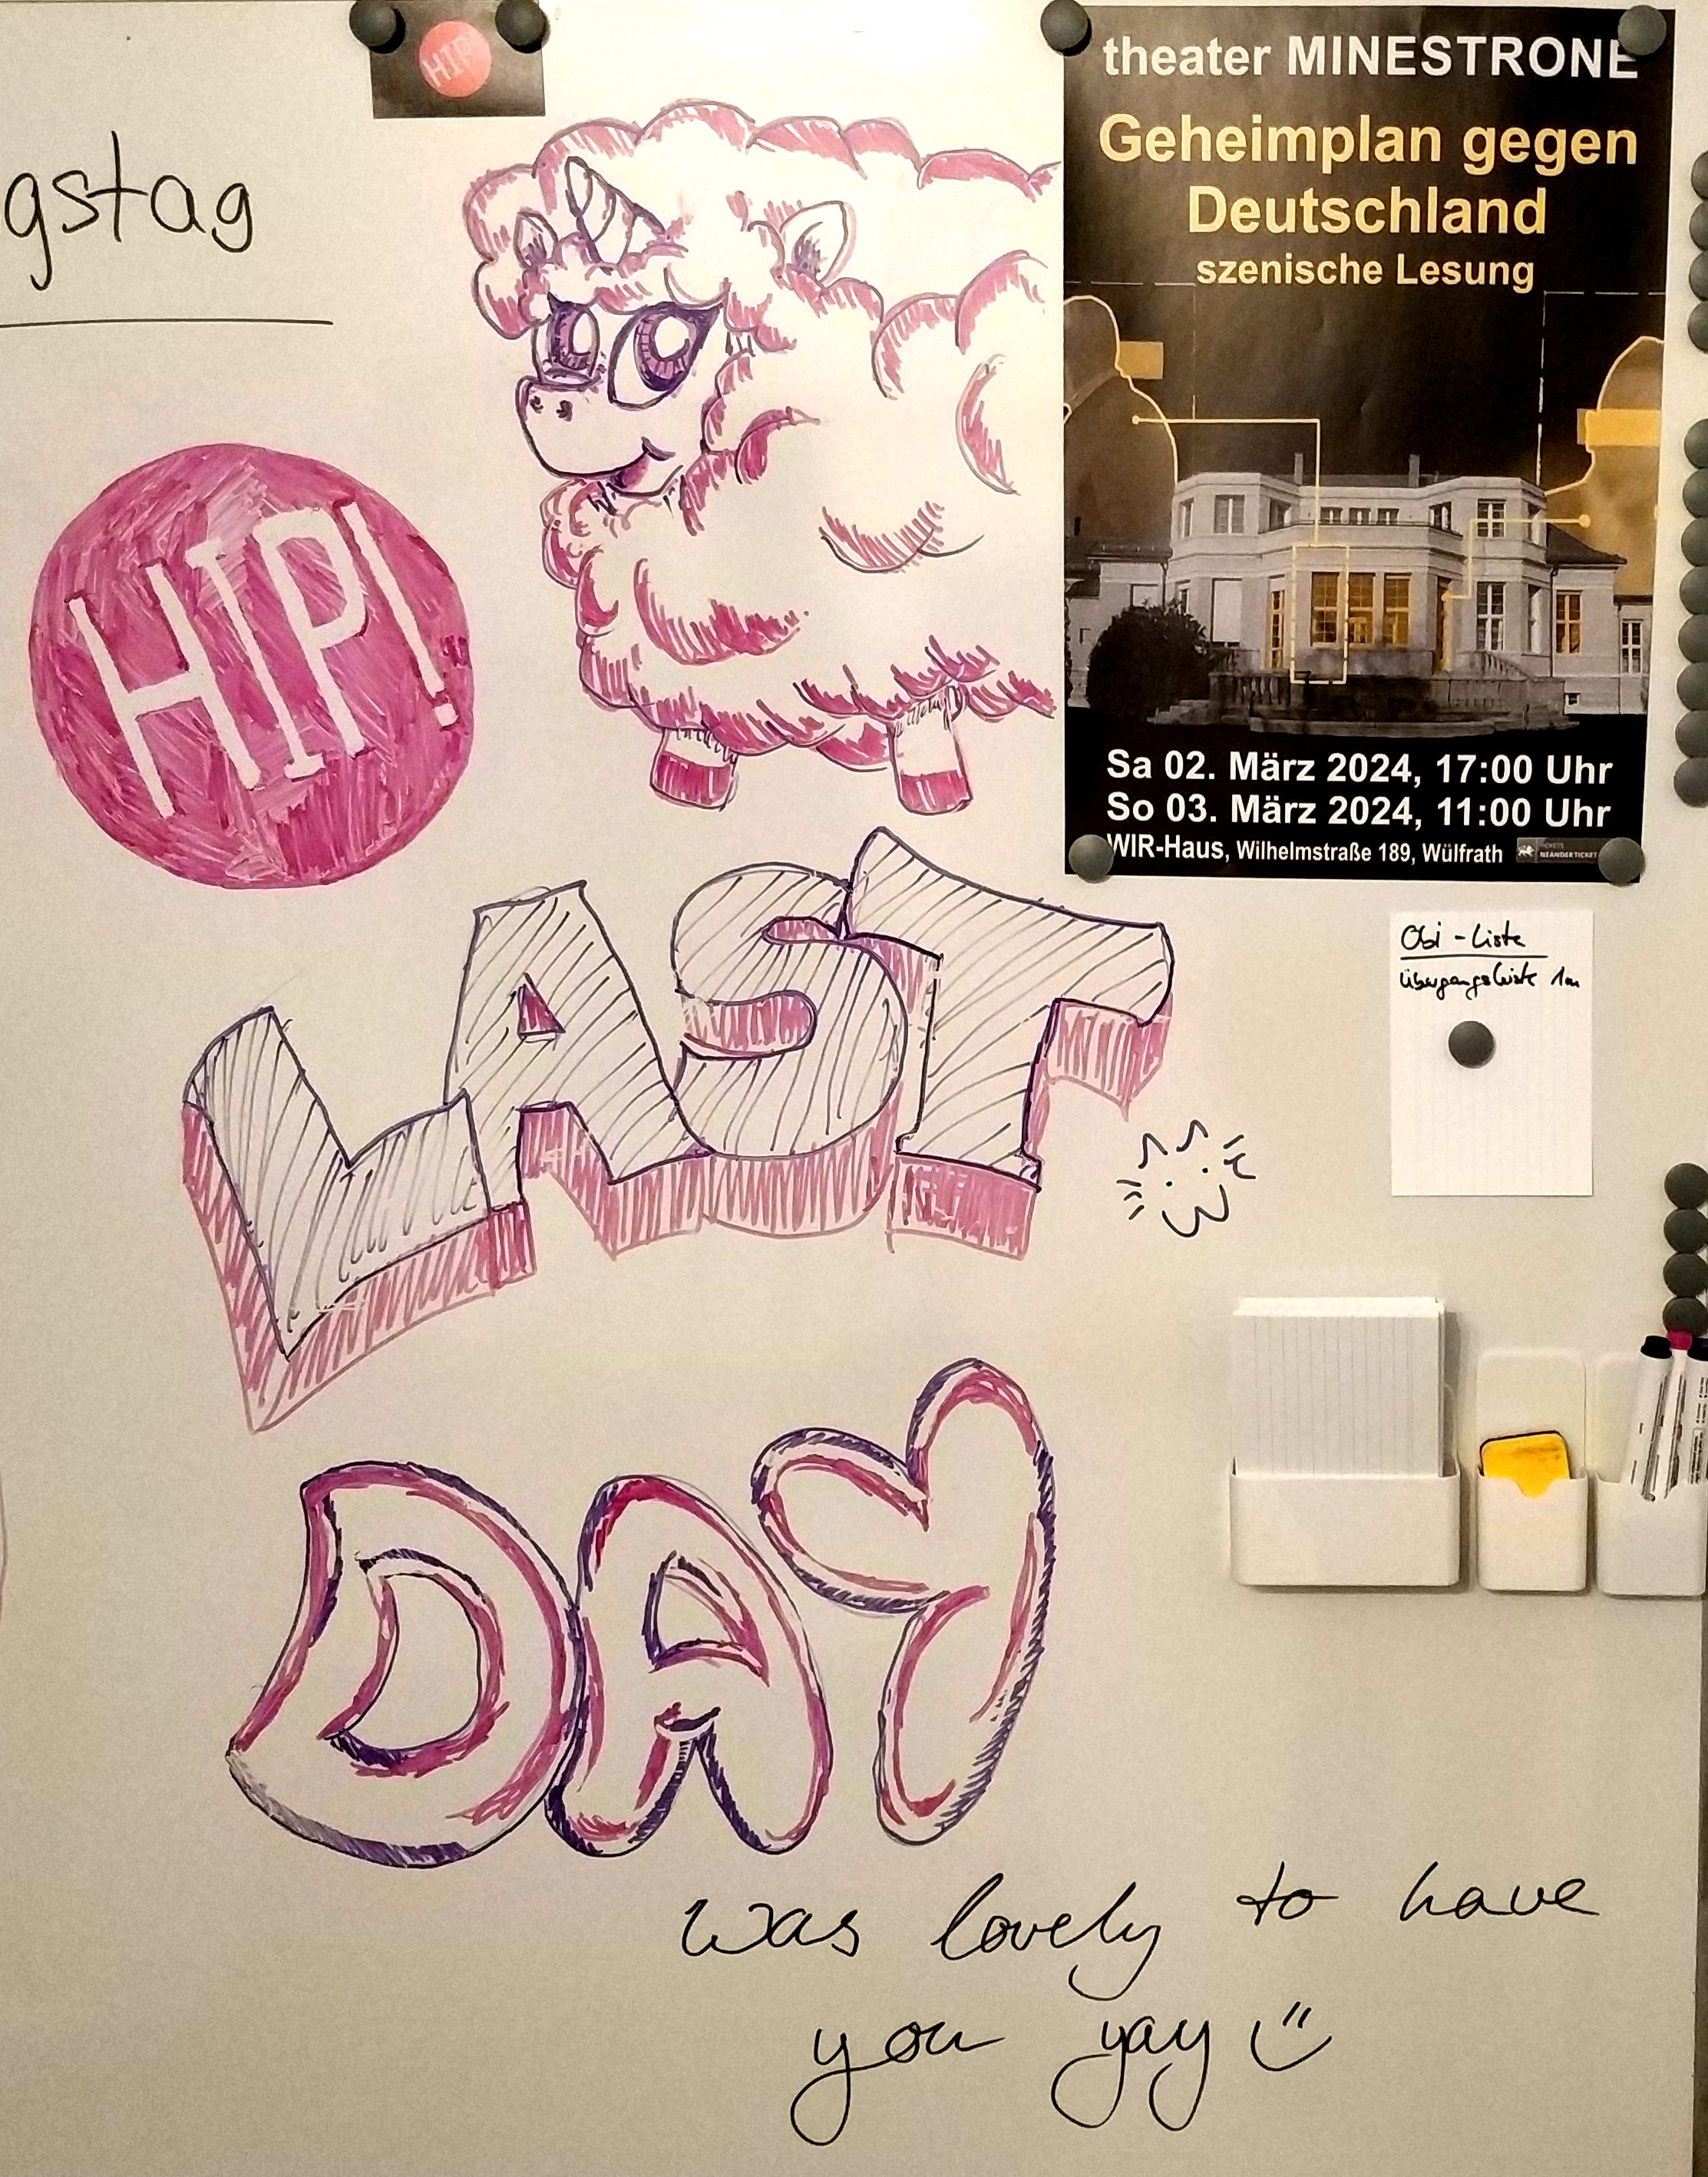 HIP
gstag
theater MINESTRONE
Geheimplan gegen
Deutschland
szenische Lesung
Sa 02. März 2024, 17:00 Uhr
So 03. März 2024, 11:00 Uhr
WIR-Haus, Wilhelmstraße 189, Wülfrath
TICKETS
NEANDERTICKET
HIP!
Obi - Liste
Übergangsleiste 1m
LAST
DAY
was lovely to have
you yay